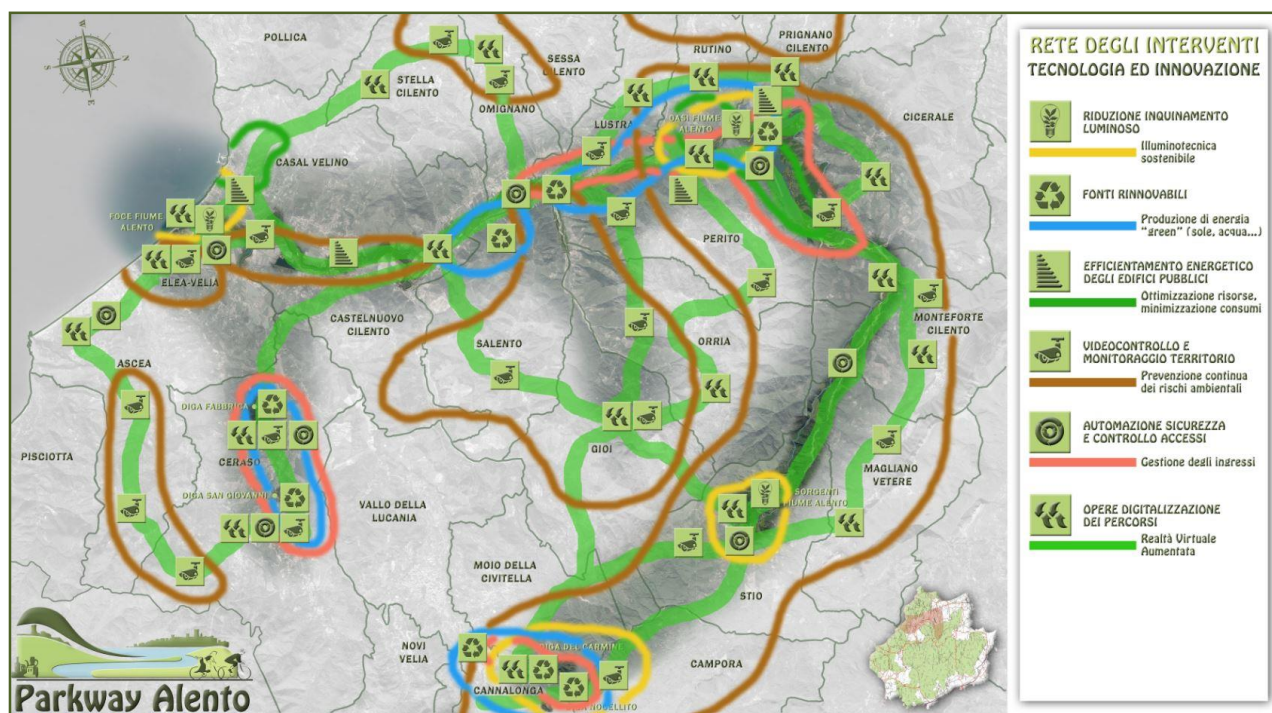 POLLICA
STELLA
CILENTO
SESSA
CILENTO
OMIGNANO
RUTINO
PRIGNANO
CILENTO
LUSTRA
CICERALE
OASI FIUME
ALENTO
CASAL VELINO
FOCE FIUME
ALENTO
ELEA-VELIA
PERITO
MONTEFORTE
CILENTO
CASTELNUOVO
CILENTO
SALENTO
ORRIA
ASCEA
DIGA FABBRICA
PISCIOTTA
CERASO
GIOI
MAGLIANO
VETERE
DIGA SAN GIOVANNI
VALLO DELLA
LUCANIA
SORGENTI
FIUME ALENTO
MOIO DELLA
CIVITELLA
STIO
NOVI
VELIA
DIGA DEL CARMINE
CAMPORA
CANNALONGA
NOCELLITO
Parkway Alento
RETE DEGLI INTERVENTI
TECNOLOGIA ED INNOVAZIONE
RIDUZIONE INQUINAMENTO
LUMINOSO
Illuminotecnica
sostenibile
FONTI RINNOVABILI
Produzione di energia
"green" (sole, acqua...)
EFFICIENTAMENTO ENERGETICO
DEGLI EDIFICI PUBBLICI
Ottimizzazione risorse,
minimizzazione consumi
VIDEOCONTROLLO E
MONITORAGGIO TERRITORIO
Prevenzione continua
dei rischi ambientali
AUTOMAZIONE SICUREZZA
E CONTROLLO ACCESSI
Gestione degli ingressi
OPERE DIGITALIZZAZIONE
DEI PERCORSI
Realtà Virtuale
Aumentata